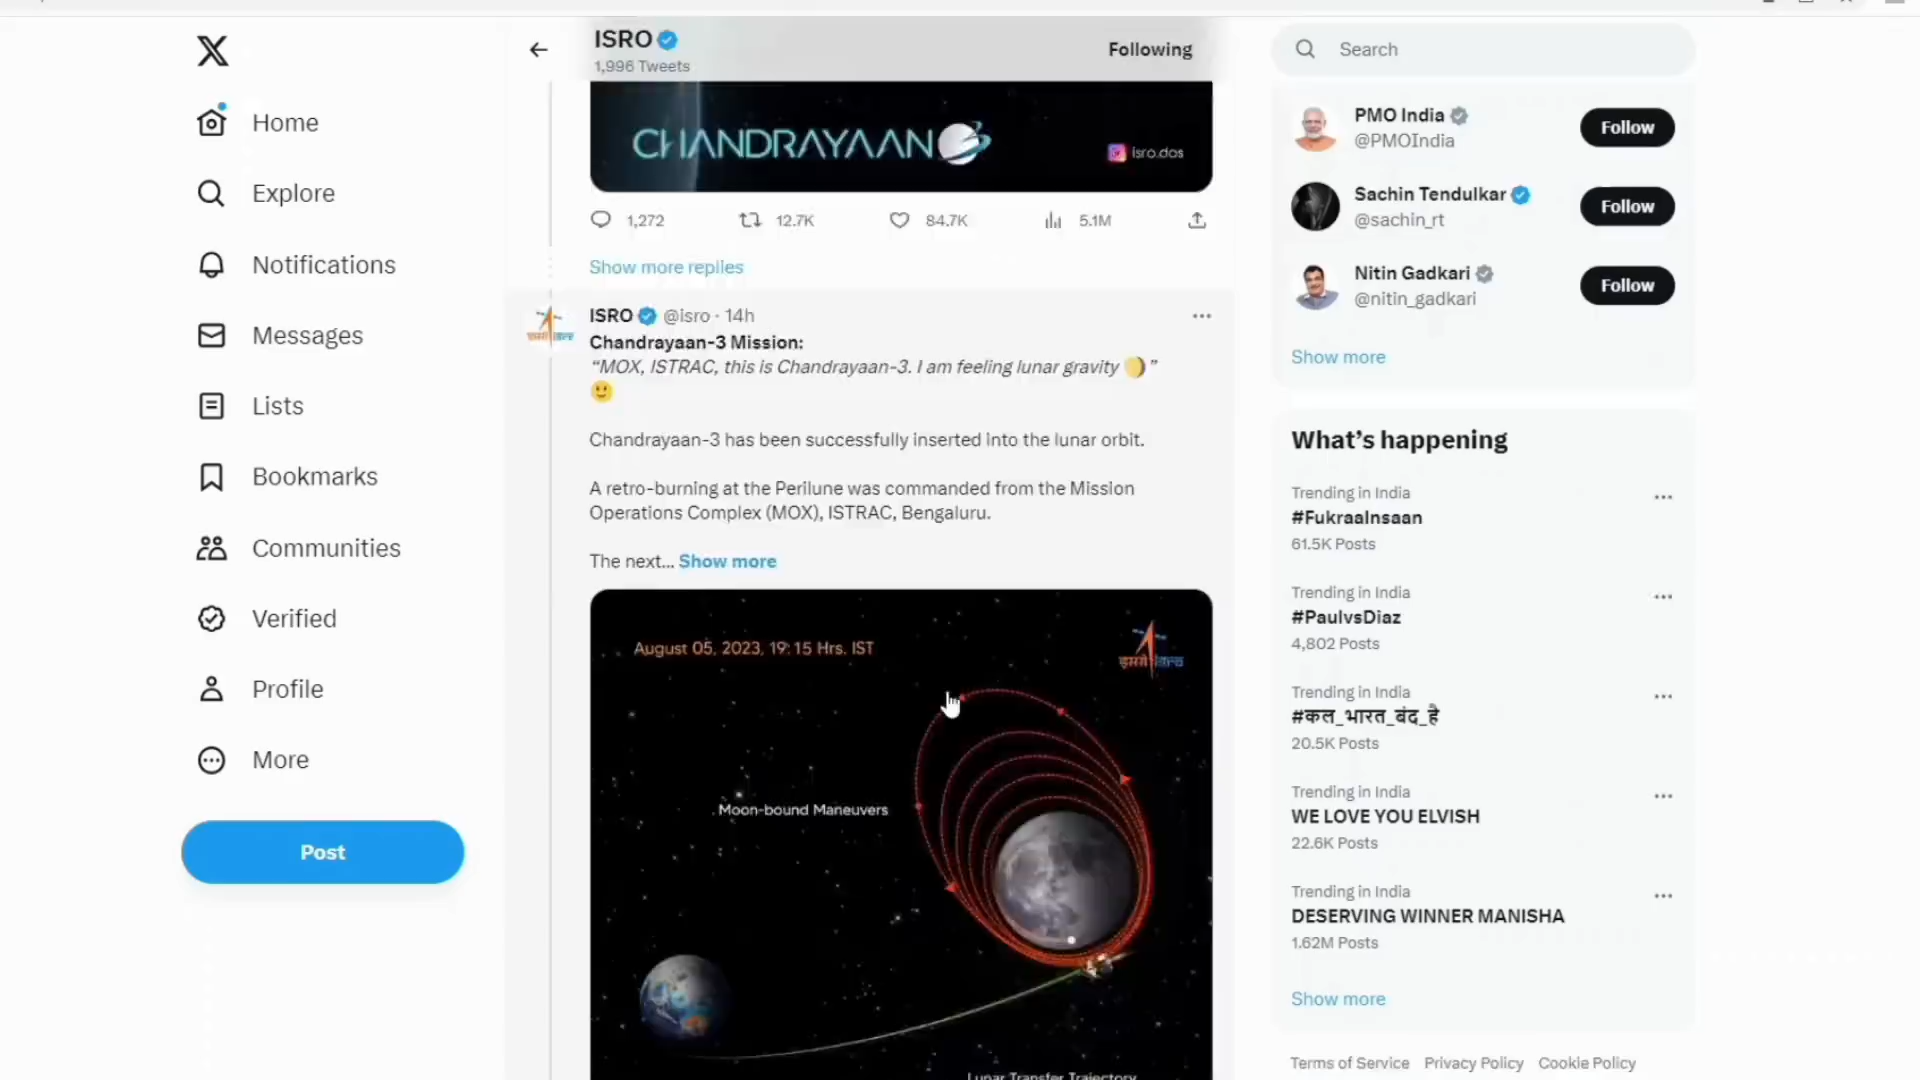 ISRO
1,996 Tweets
Following
Search
Home
Explore
Notifications
Messages
Lists
Bookmarks
Communities
Verified
Profile
More
Post
CHANDRAYAAN
isro.dos
1,272 12.7K 84.7K 5.1M
Show more replies
ISRO @isro · 14h
Chandrayaan-3 Mission:
“MOX, ISTRAC, this is Chandrayaan-3. I am feeling lunar gravity 🌖”
🙂
Chandrayaan-3 has been successfully inserted into the lunar orbit.
A retro-burning at the Perilune was commanded from the Mission
Operations Complex (MOX), ISTRAC, Bengaluru.
The next... Show more
August 05, 2023, 19:15 Hrs. IST
इसरो isro
Moon-bound Maneuvers
Lunar Transfer Trajectory
PMO India
@PMOIndia
Follow
Sachin Tendulkar
@sachin_rt
Follow
Nitin Gadkari
@nitin_gadkari
Follow
Show more
What’s happening
Trending in India
#FukraInsaan
61.5K Posts
Trending in India
#PaulvsDiaz
4,802 Posts
Trending in India
#कल_भारत_बंद_है
20.5K Posts
Trending in India
WE LOVE YOU ELVISH
22.6K Posts
Trending in India
DESERVING WINNER MANISHA
1.62M Posts
Show more
Terms of Service Privacy Policy Cookie Policy